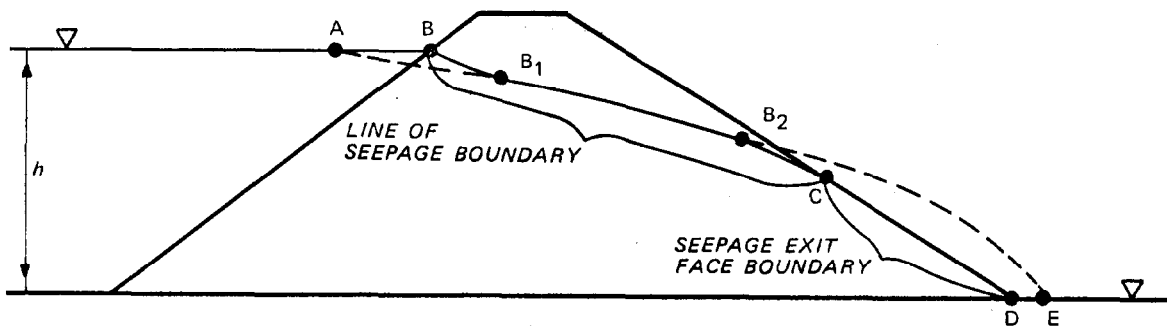 A
B
B1
B2
LINE OF
SEEPAGE BOUNDARY
h
C
SEEPAGE EXIT
FACE BOUNDARY
D
E